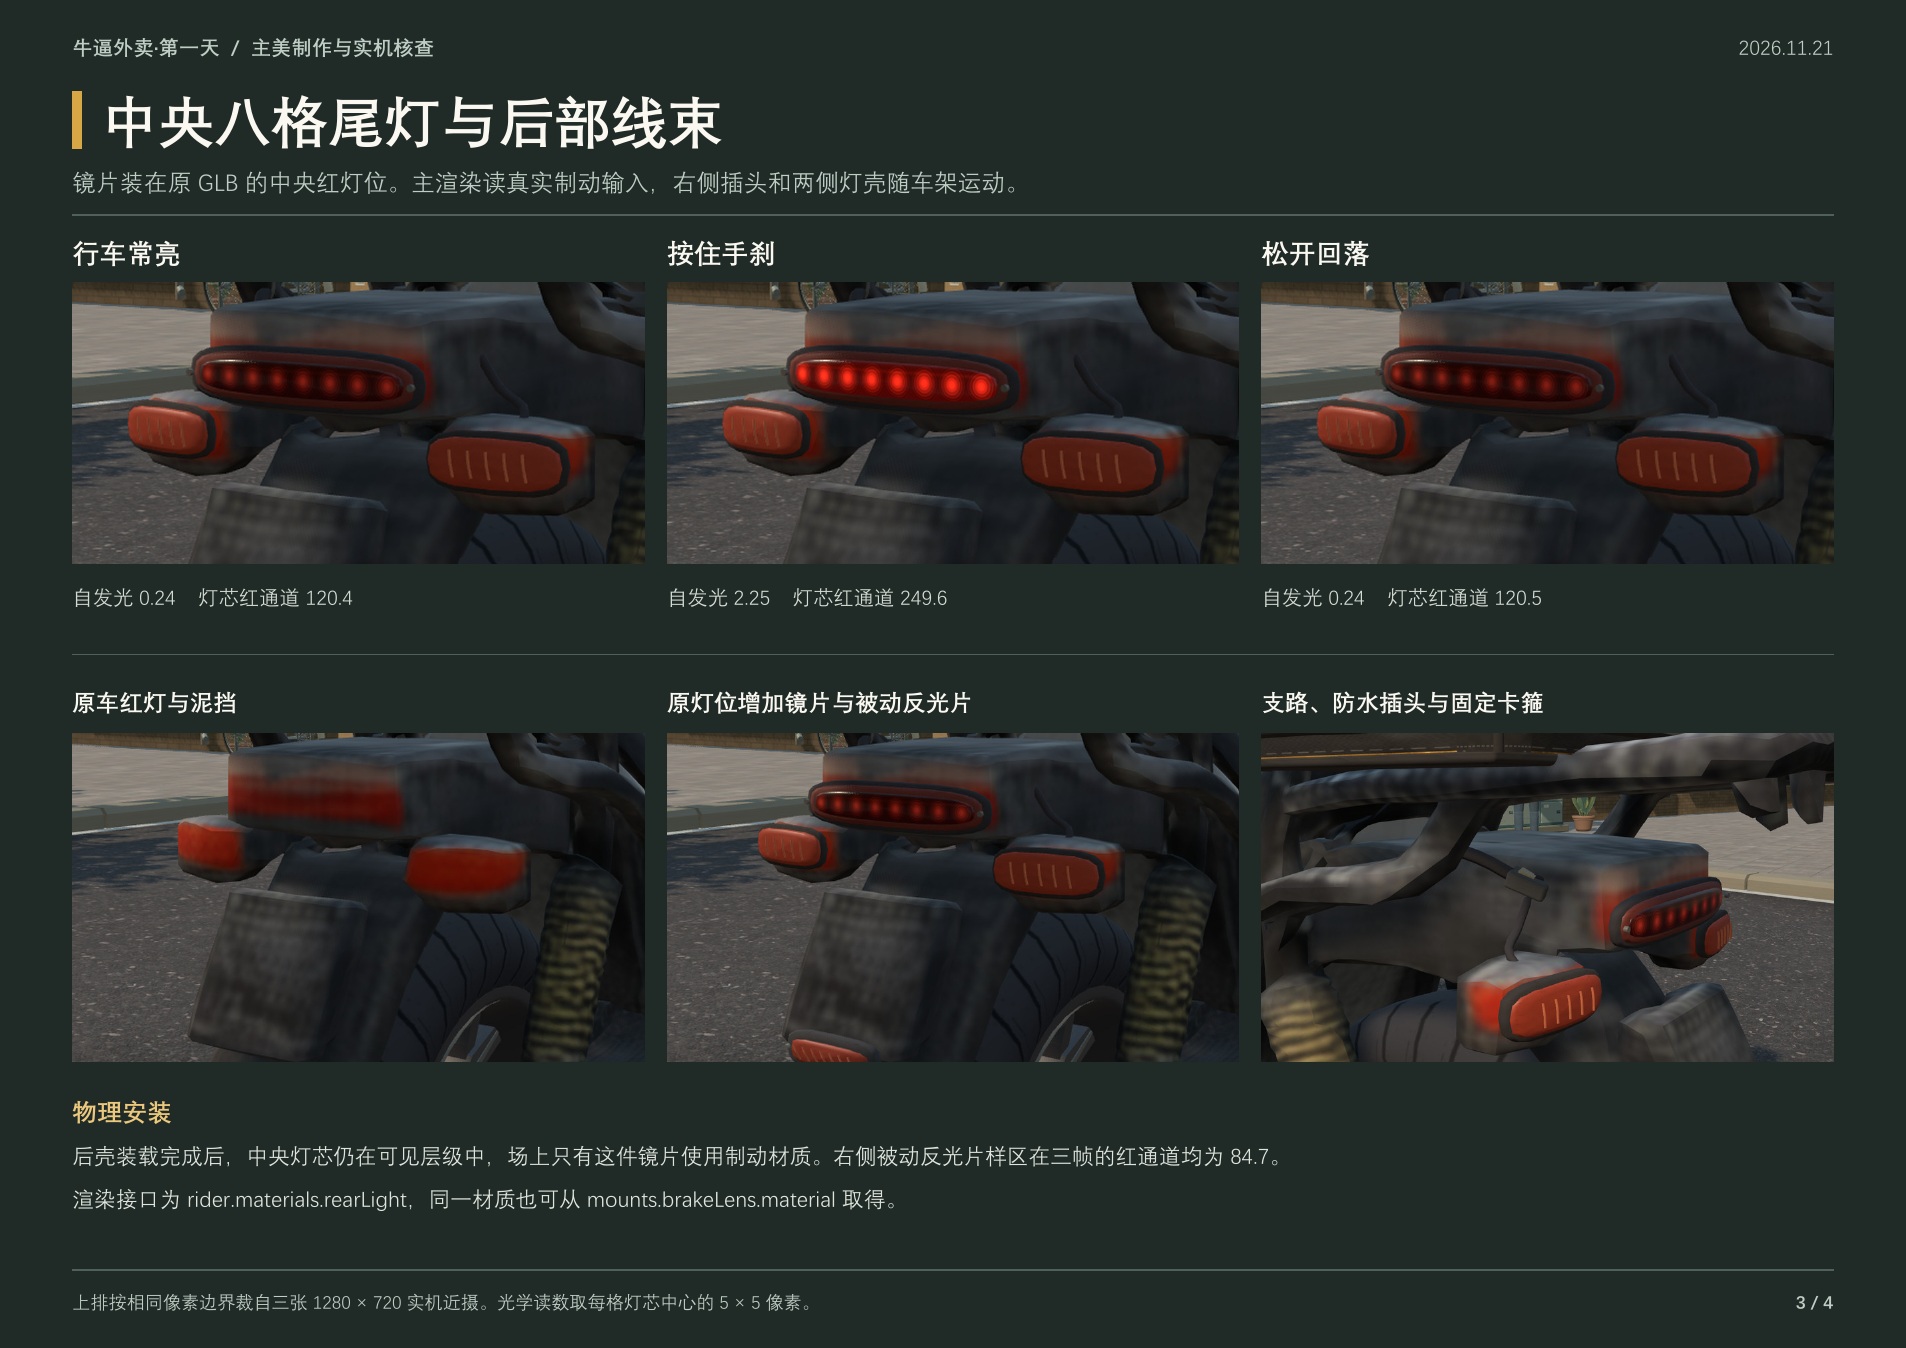 牛逼外卖·第一天 / 主美制作与实机核查
2026.11.21
中央八格尾灯与后部线束
镜片装在原 GLB 的中央红灯位。主渲染读真实制动输入，右侧插头和两侧灯壳随车架运动。
行车常亮
按住手刹
松开回落
自发光 0.24 灯芯红通道 120.4
自发光 2.25 灯芯红通道 249.6
自发光 0.24 灯芯红通道 120.5
原车红灯与泥挡
原灯位增加镜片与被动反光片
支路、防水插头与固定卡箍
物理安装
后壳装载完成后，中央灯芯仍在可见层级中，场上只有这件镜片使用制动材质。右侧被动反光片样区在三帧的红通道均为 84.7。
渲染接口为 rider.materials.rearLight，同一材质也可从 mounts.brakeLens.material 取得。
上排按相同像素边界裁自三张 1280 × 720 实机近摄。光学读数取每格灯芯中心的 5 × 5 像素。
3 / 4